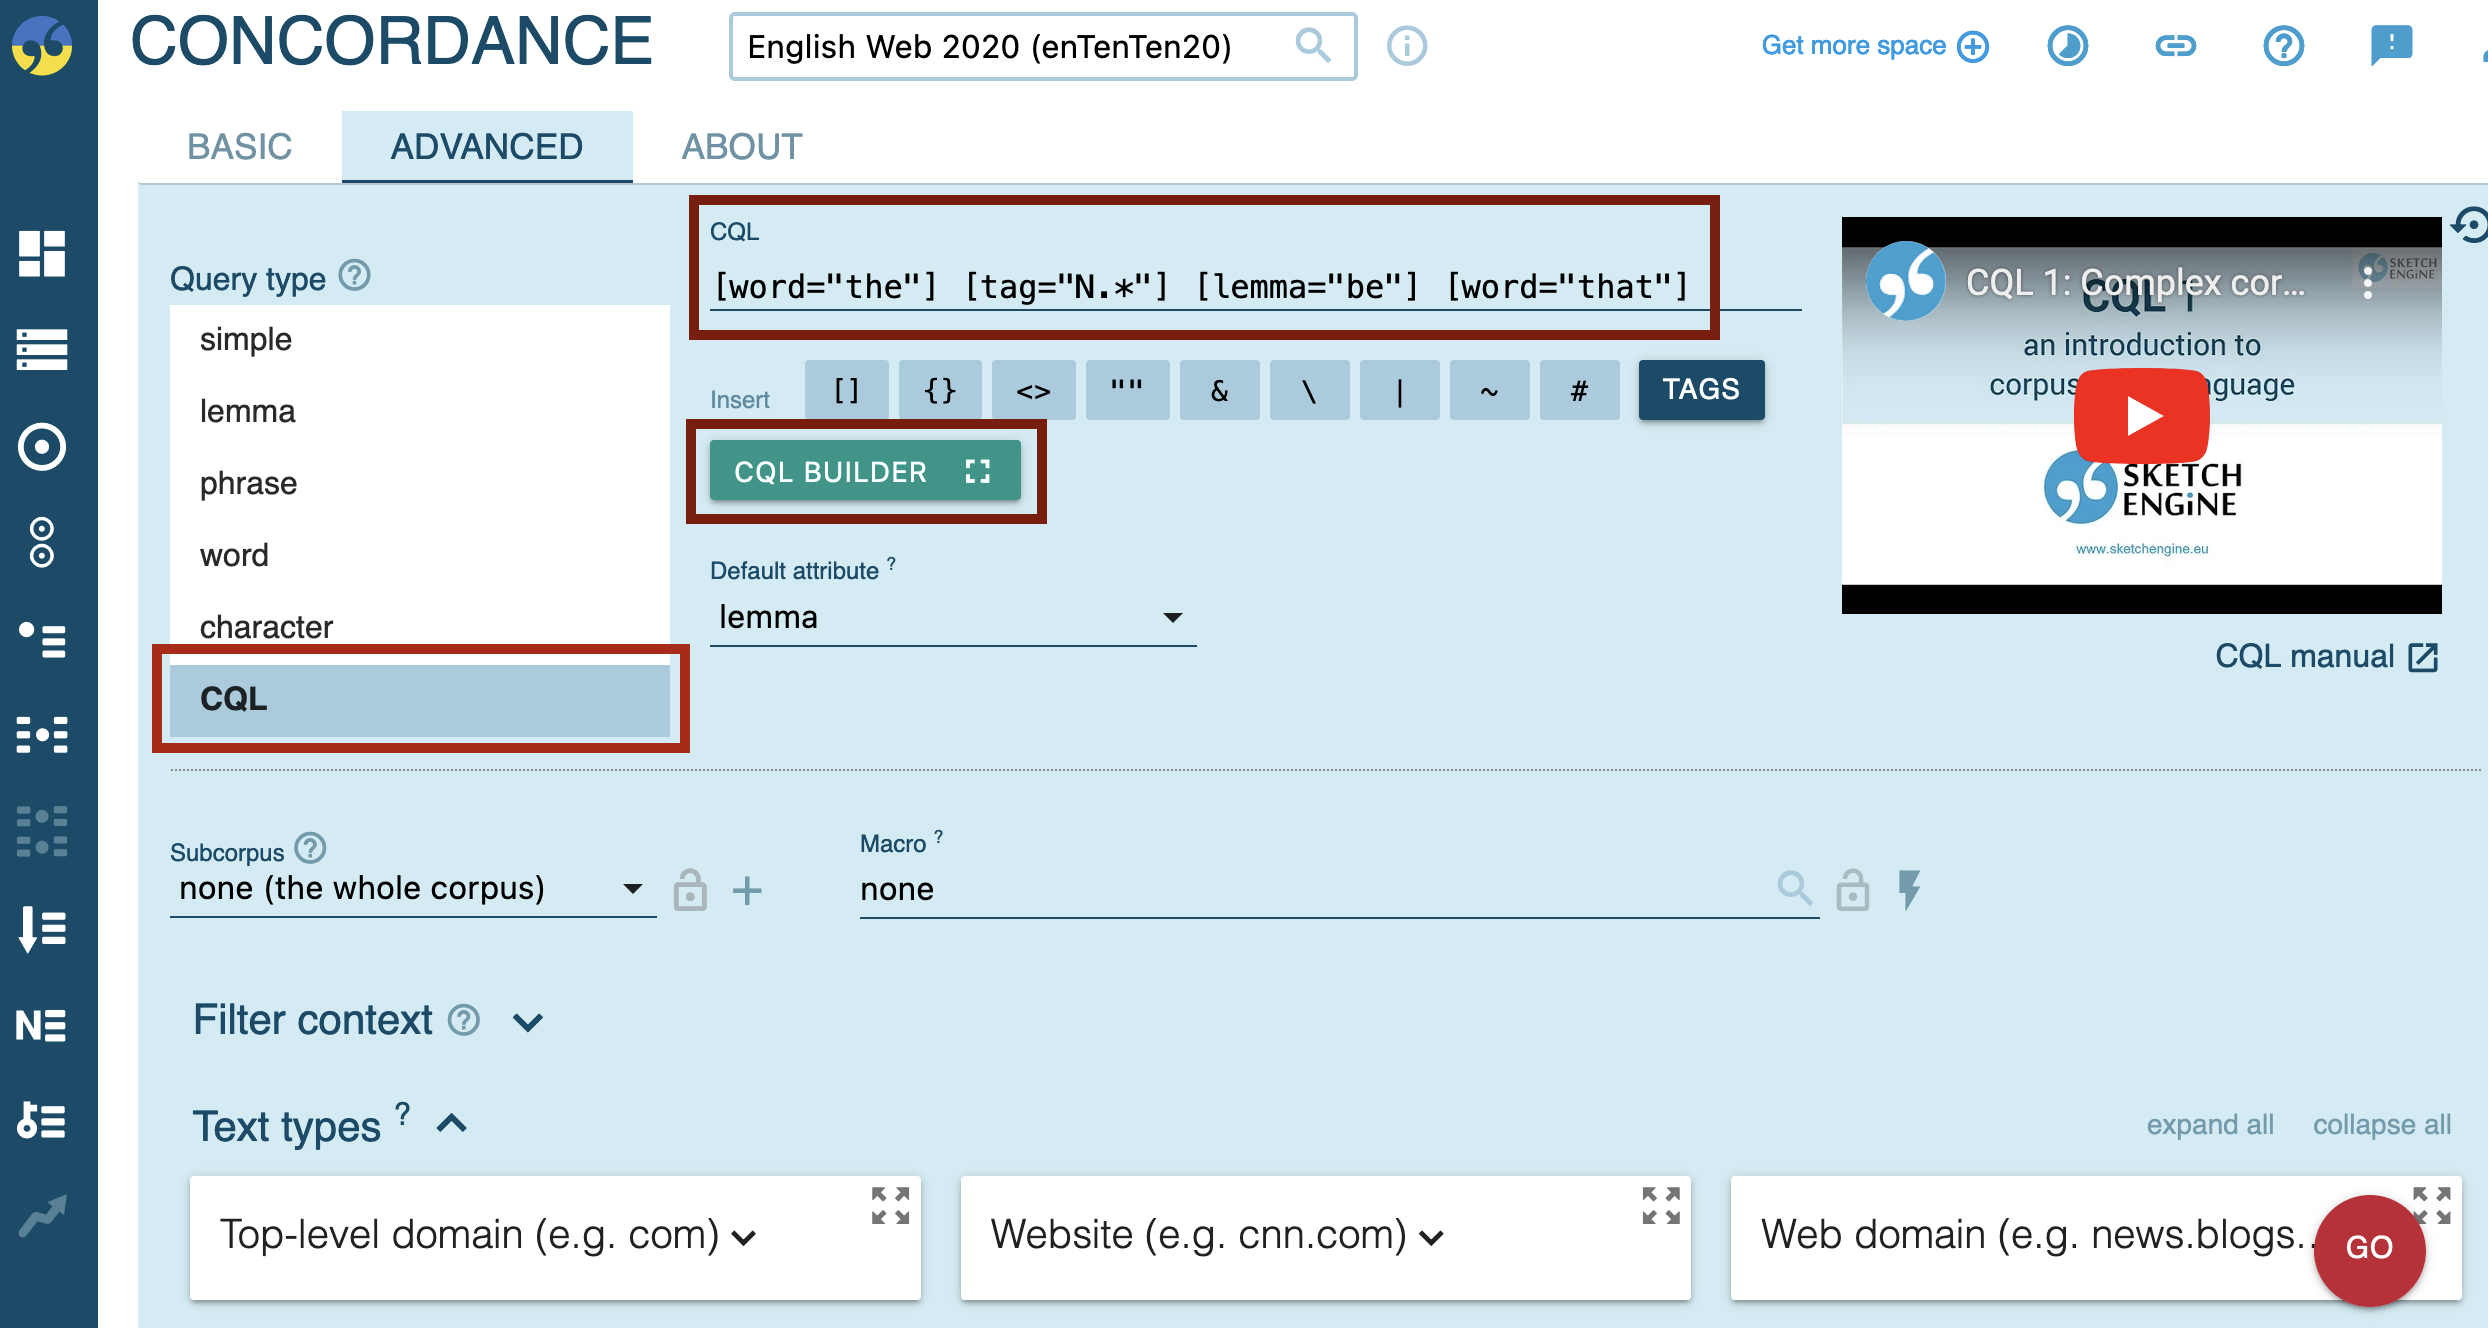 CONCORDANCE
English Web 2020 (enTenTen20)
Get more space
BASIC
ADVANCED
ABOUT
CQL
[word="the"] [tag="N.*"] [lemma="be"] [word="that"]
Query type ?
simple
lemma
phrase
word
character
CQL
Insert
[] {} <> "" & \ | ~ # TAGS
CQL BUILDER
Default attribute ?
lemma
CQL 1: Complex cor...
CQL 1
an introduction to
SKETCH
ENGiNE
SKETCH
ENGiNE
www.sketchengine.eu
CQL manual
Subcorpus ?
none (the whole corpus)
Macro ?
none
Filter context ?
Text types ?
expand all
collapse all
Top-level domain (e.g. com)
Website (e.g. cnn.com)
Web domain (e.g. news.blogs..
GO
NE